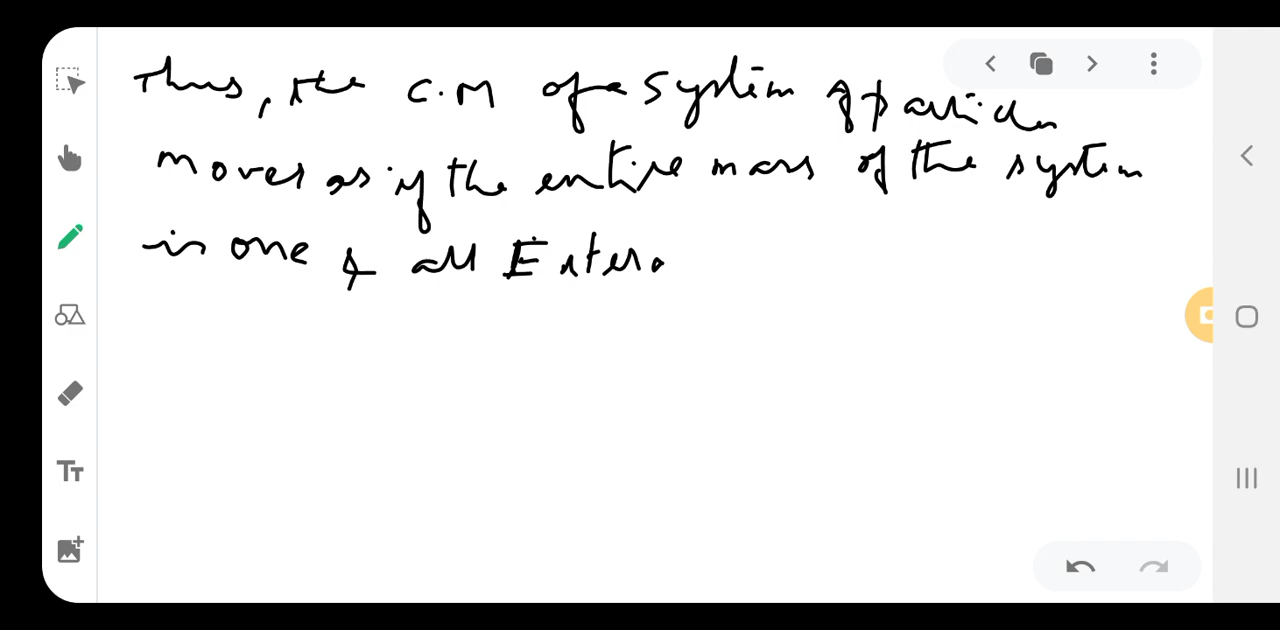 Thus, the C.M of a system of particles
moves as if the entire mass of the system
is one & all Extern
Tт